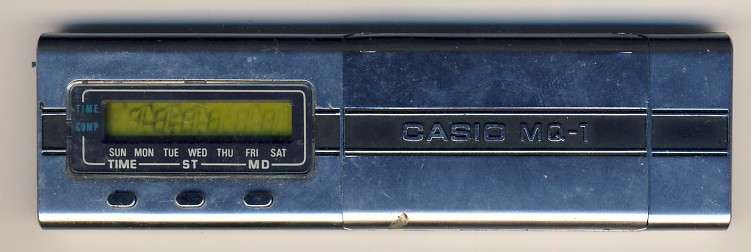 TIME
COMP
SUN MON TUE WED THU FRI SAT
TIME ST MD
CASIO MQ-1